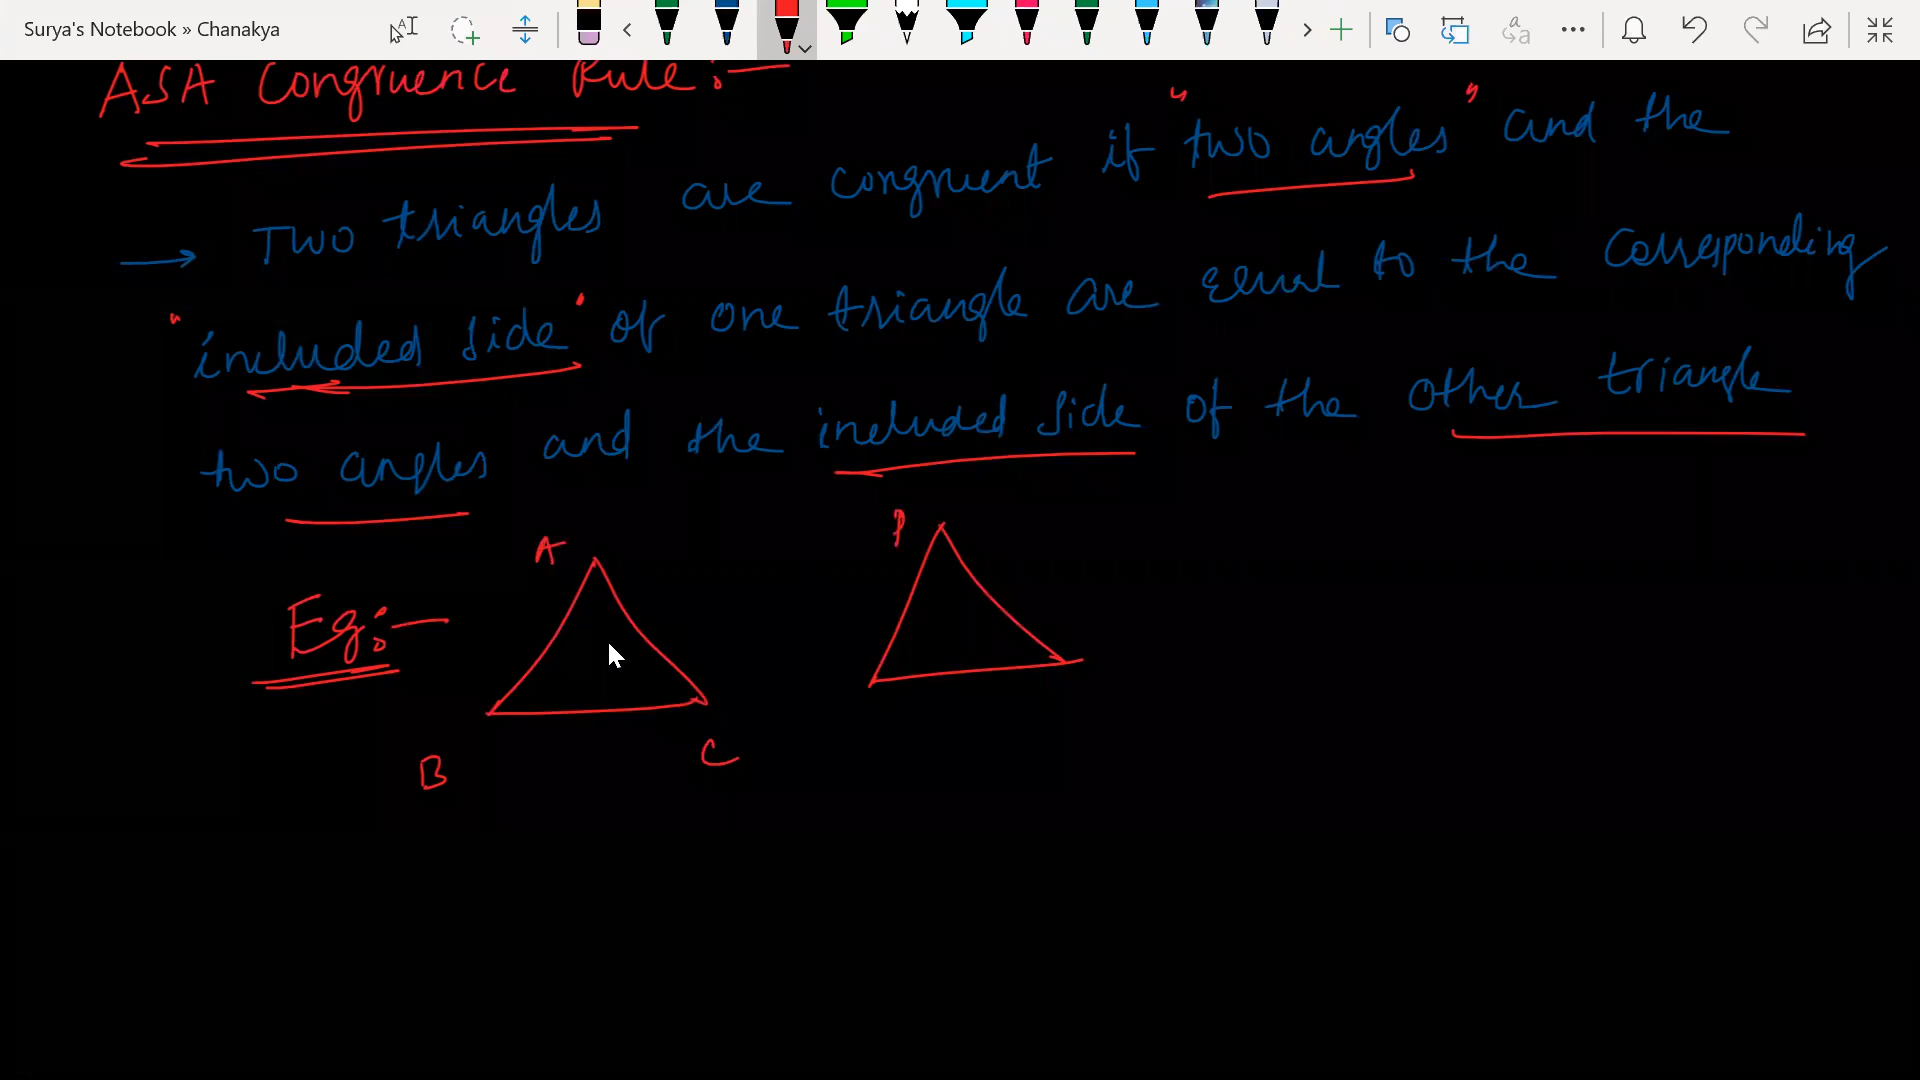 Surya's Notebook » Chanakya
ASA Congruence Rule:-
→ Two triangles are congruent if "two angles" and the
"included side" of one triangle are equal to the corresponding
two angles and the included side of the other triangle
Eg:-
A
P
B
C